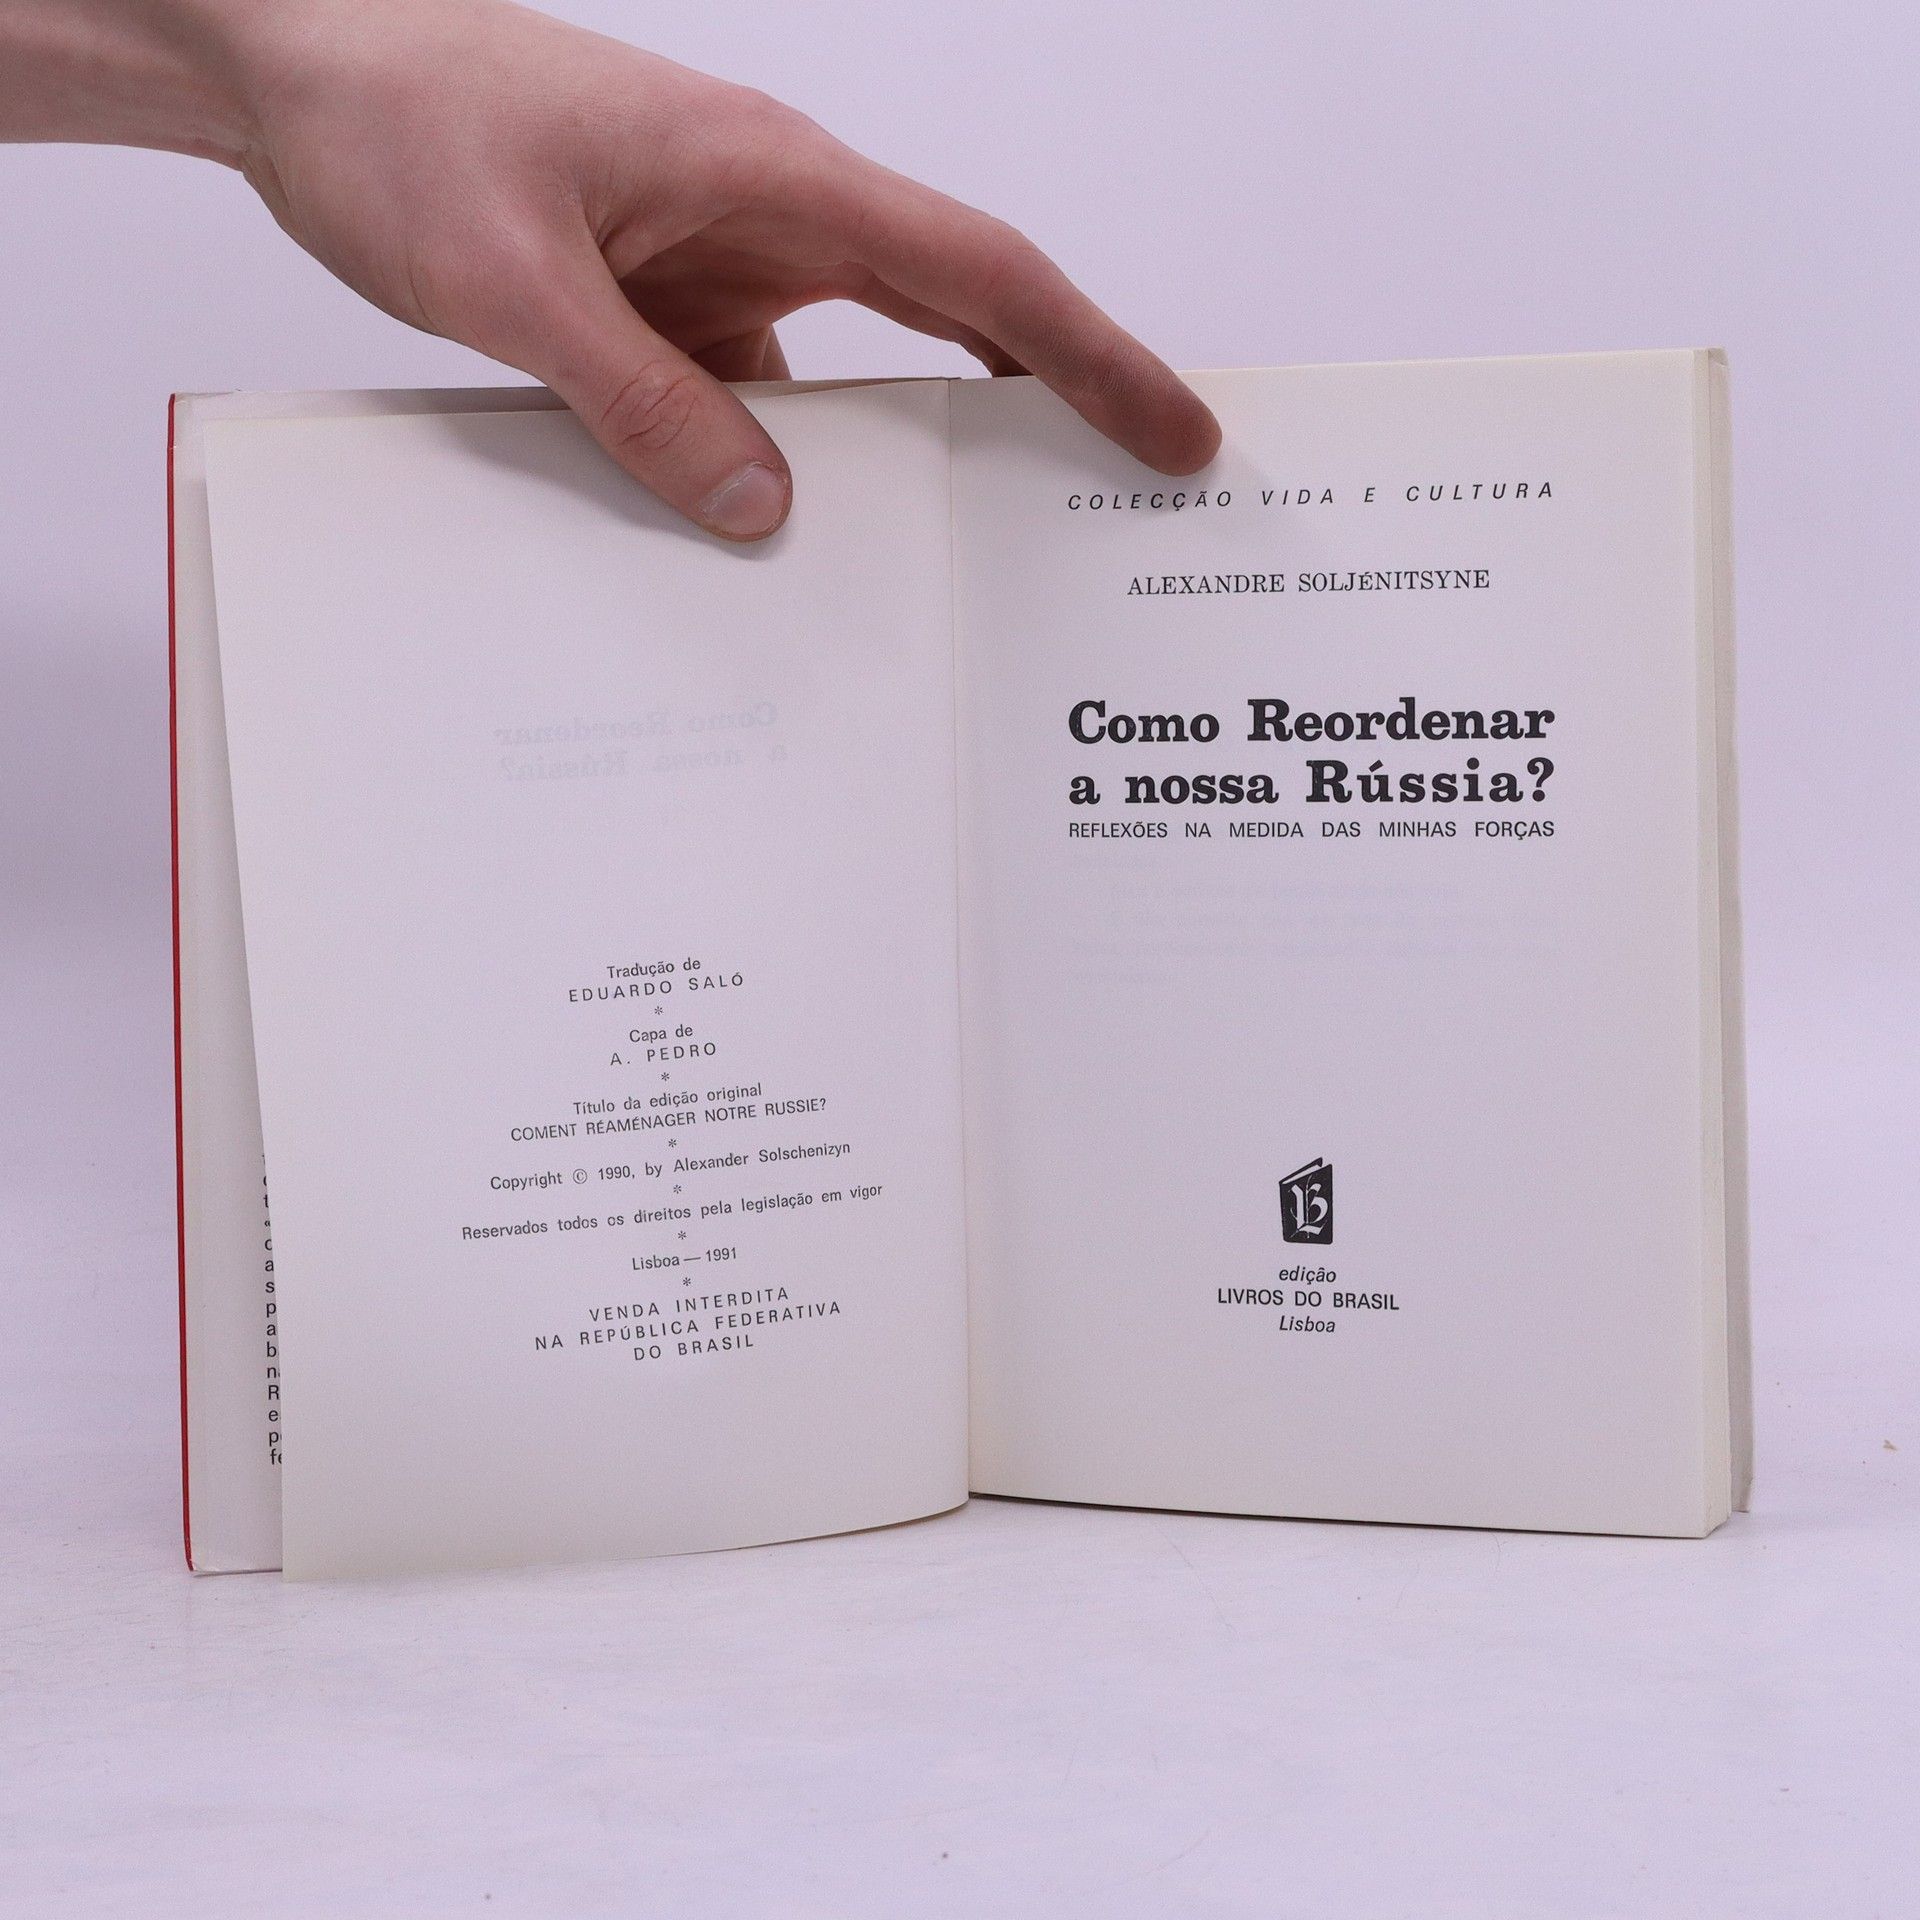 Tradução de
EDUARDO SALÓ
*
Capa de
A. PEDRO
*
Título da edição original
COMENT RÉAMÉNAGER NOTRE RUSSIE?
*
Copyright © 1990, by Alexander Solschenizyn
*
Reservados todos os direitos pela legislação em vigor
*
Lisboa — 1991
*
VENDA INTERDITA
NA REPÚBLICA FEDERATIVA
DO BRASIL
COLECÇÃO VIDA E CULTURA
ALEXANDRE SOLJÉNITSYNE
Como Reordenar
a nossa Rússia?
REFLEXÕES NA MEDIDA DAS MINHAS FORÇAS
edição
LIVROS DO BRASIL
Lisboa